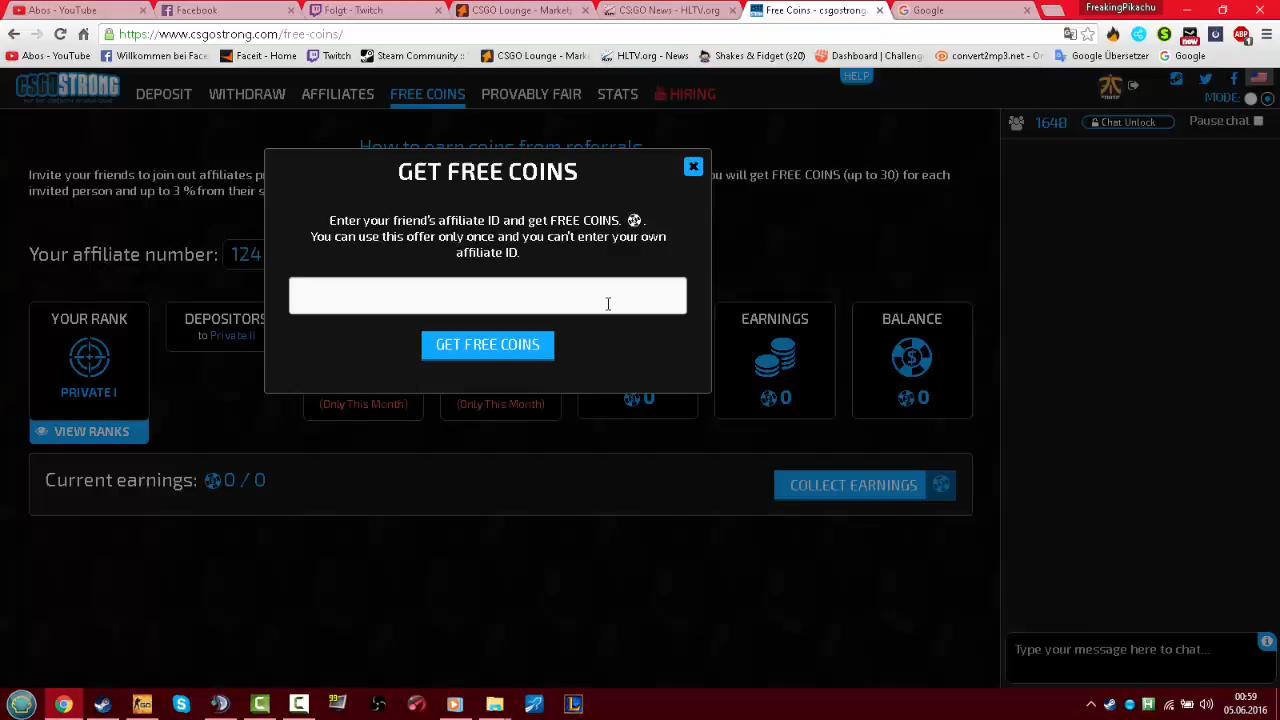 FreakingPikachu
Abos - YouTube
Facebook
Folgt - Twitch
CSGO Lounge - Market
CS:GO News - HLTV.org
Free Coins - csgostrong.
Google
https://www.csgostrong.com/free-coins/
Abos - YouTube
Willkommen bei Face
Faceit - Home
Twitch
Steam Community ::
CSGO Lounge - Market
HLTV.org
Shakes & Fidget (s20)
Dashboard | Challeng
convert2mp3.net - On
Google Übersetzer
Google
CSGOSTRONG
DEPOSIT
WITHDRAW
AFFILIATES
FREE COINS
PROVABLY FAIR
STATS
HIRING
HELP
MODE:
1648
Chat Unlock
Pause chat
How to earn coins from referrals
Invite your friends to join out affiliates p
ou will get FREE COINS (up to 30) for each
invited person and up to 3 % from their s
GET FREE COINS
Enter your friend's affiliate ID and get FREE COINS. .
You can use this offer only once and you can't enter your own
affiliate ID.
GET FREE COINS
Your affiliate number: 124
YOUR RANK
PRIVATE I
VIEW RANKS
DEPOSITORS
to Private II
(Only This Month)
(Only This Month)
0
EARNINGS
0
BALANCE
0
Current earnings: 0 / 0
COLLECT EARNINGS
Type your message here to chat...
00:59
05.06.2016